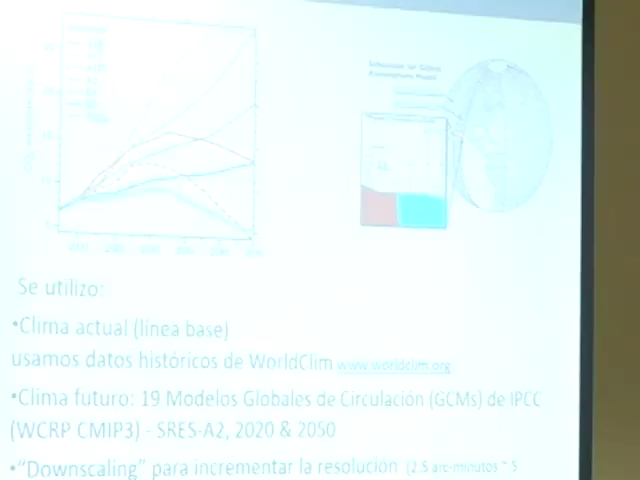 Se utilizo:
•Clima actual (línea base)
usamos datos históricos de WorldClim www.worldclim.org
•Clima futuro: 19 Modelos Globales de Circulación (GCMs) de IPCC
(WCRP CMIP3) - SRES-A2, 2020 & 2050
•"Downscaling" para incrementar la resolución (2.5 arc-minutos ~ 5